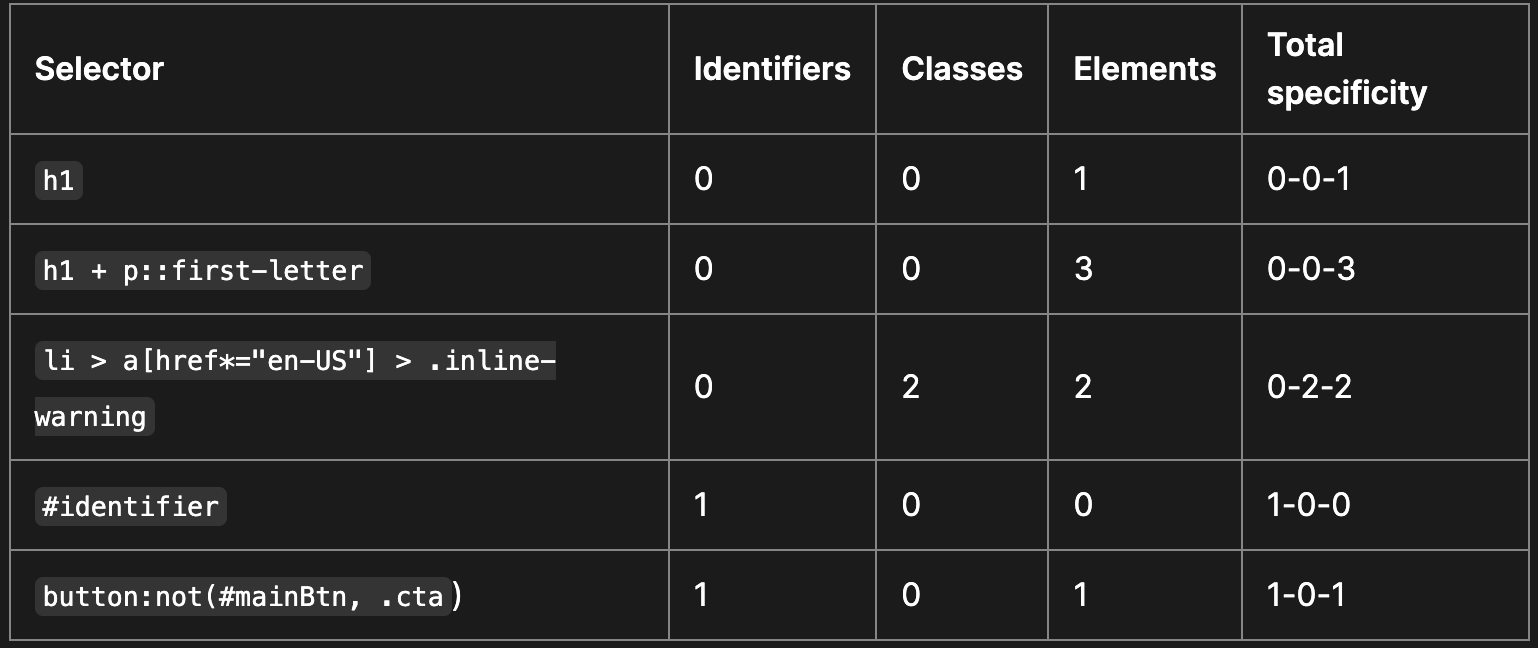 Selector Identifiers Classes Elements Total
specificity
h1 0 0 1 0-0-1
h1 + p::first-letter 0 0 3 0-0-3
li > a[href*="en-US"] > .inline-
warning 0 2 2 0-2-2
#identifier 1 0 0 1-0-0
button:not(#mainBtn, .cta) 1 0 1 1-0-1